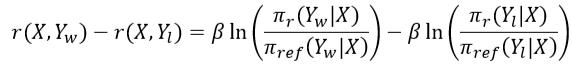 r(X, Y_w) − r(X, Y_l) = β ln(π_r(Y_w|X) / π_ref(Y_w|X)) − β ln(π_r(Y_l|X) / π_ref(Y_l|X))